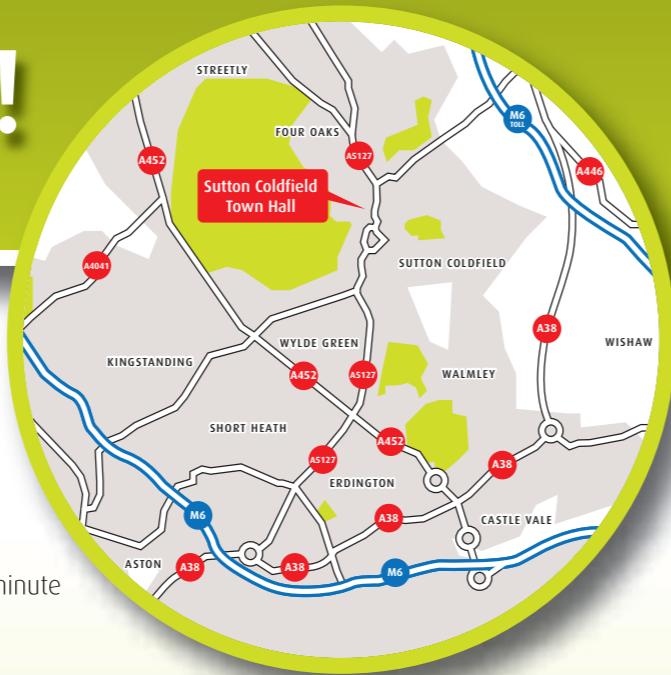 !
STREETLY
M6
TOLL
FOUR OAKS
A452
A5127
A446
Sutton Coldfield
Town Hall
SUTTON COLDFIELD
A4041
A38
WISHAW
WYLDE GREEN
KINGSTANDING
A452
A5127
WALMLEY
SHORT HEATH
A452
A5127
A38
ERDINGTON
M6
A38
CASTLE VALE
ASTON
A38
A38
M6
minute